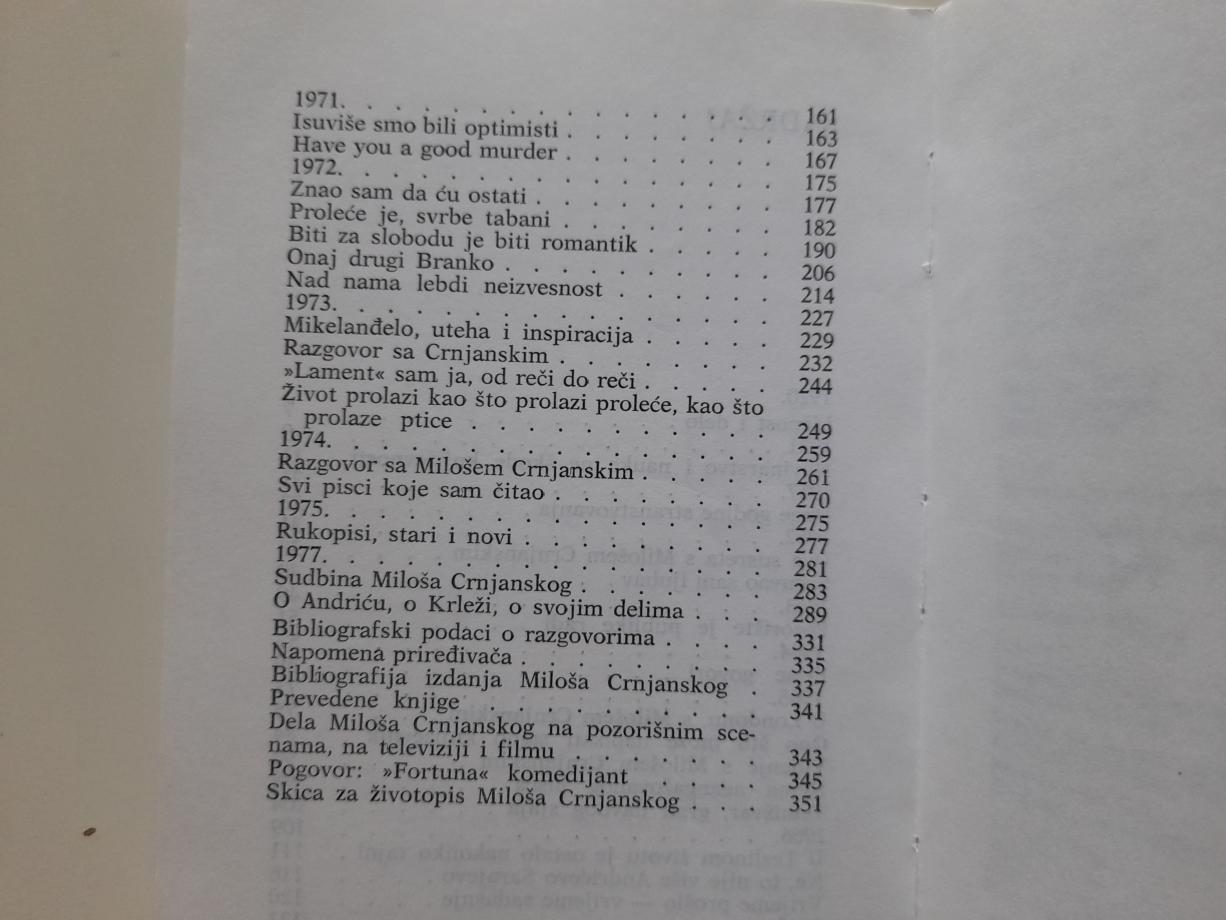 1971. . . . . . . . . . . . . . . . 161
Isuviše smo bili optimisti . . . . . . . . 163
Have you a good murder . . . . . . . . 167
1972. . . . . . . . . . . . . . . . 175
Znao sam da ću ostati . . . . . . . . . 177
Proleće je, svrbe tabani . . . . . . . . 182
Biti za slobodu je biti romantik . . . . . 190
Onaj drugi Branko . . . . . . . . . . 206
Nad nama lebdi neizvesnost . . . . . . 214
1973. . . . . . . . . . . . . . . . 227
Mikelanđelo, uteha i inspiracija . . . . . 229
Razgovor sa Crnjanskim . . . . . . . . 232
»Lament« sam ja, od reči do reči . . . . . 244
Život prolazi kao što prolazi proleće, kao što
prolaze ptice . . . . . . . . . . . 249
1974. . . . . . . . . . . . . . . . 259
Razgovor sa Milošem Crnjanskim . . . . . 261
Svi pisci koje sam čitao . . . . . . . . 270
1975. . . . . . . . . . . . . . . . 275
Rukopisi, stari i novi . . . . . . . . . 277
1977. . . . . . . . . . . . . . . . 281
Sudbina Miloša Crnjanskog . . . . . . . 283
O Andriću, o Krleži, o svojim delima . . . 289
Bibliografski podaci o razgovorima . . . . 331
Napomena priređivača . . . . . . . . . 335
Bibliografija izdanja Miloša Crnjanskog . 337
Prevedene knjige . . . . . . . . . . 341
Dela Miloša Crnjanskog na pozorišnim sce-
nama, na televiziji i filmu . . . . . . . 343
Pogovor: »Fortuna« komedijant . . . . 345
Skica za životopis Miloša Crnjanskog . . . 351